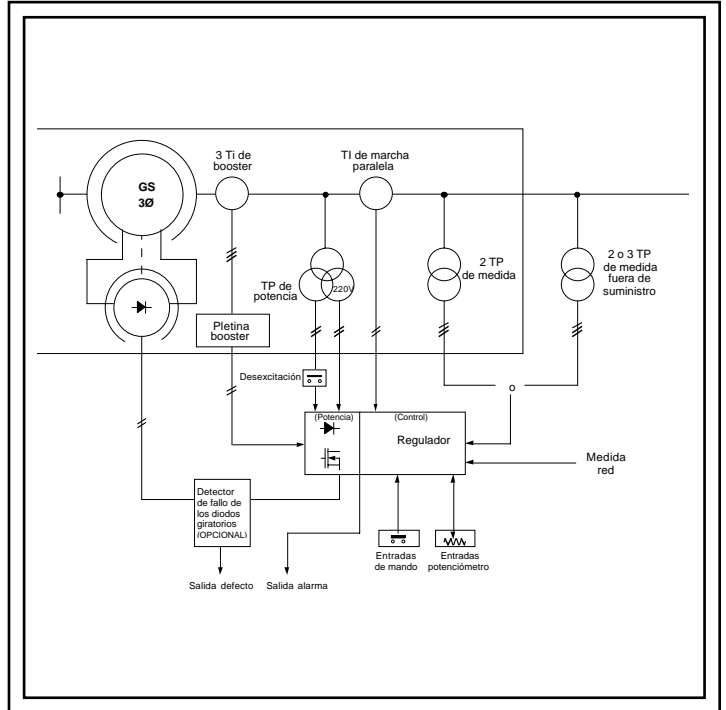 3 Ti de
booster
TI de marcha
paralela
GS
3Ø
2 TP
de medida
2 o 3 TP
de medida
fuera de
suministro
TP de
potencia
220V
Pletina
booster
Desexcitación
o
(Potencia)
(Control)
Regulador
Medida
red
Detector
de fallo de
los diodos
giratorios
(OPCIONAL)
Entradas
de mando
Entradas
potenciómetro
Salida defecto
Salida alarma